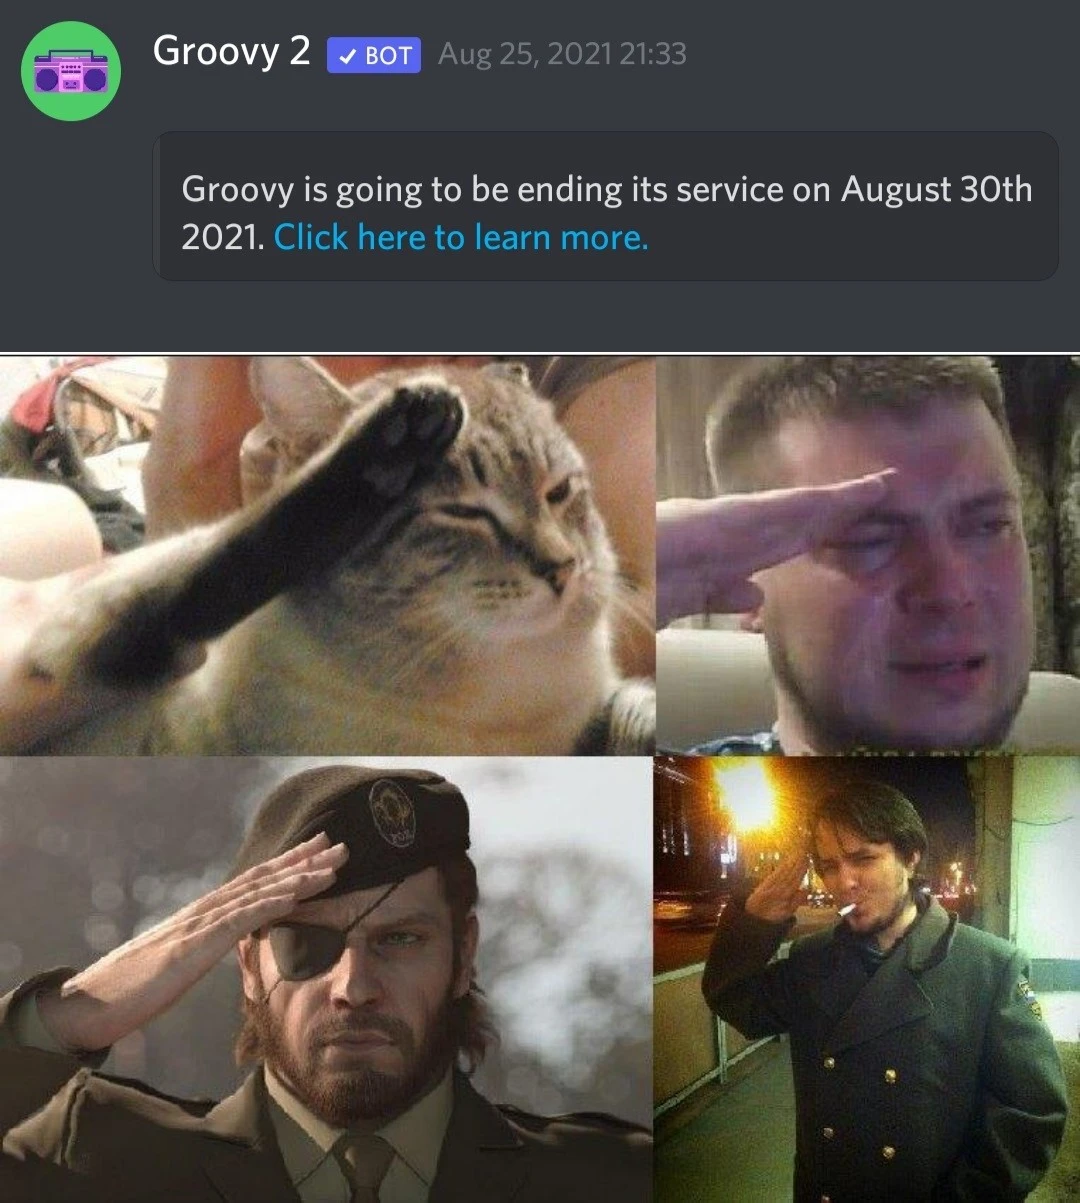 Groovy 2 ✓ BOT Aug 25, 2021 21:33
Groovy is going to be ending its service on August 30th
2021. Click here to learn more.